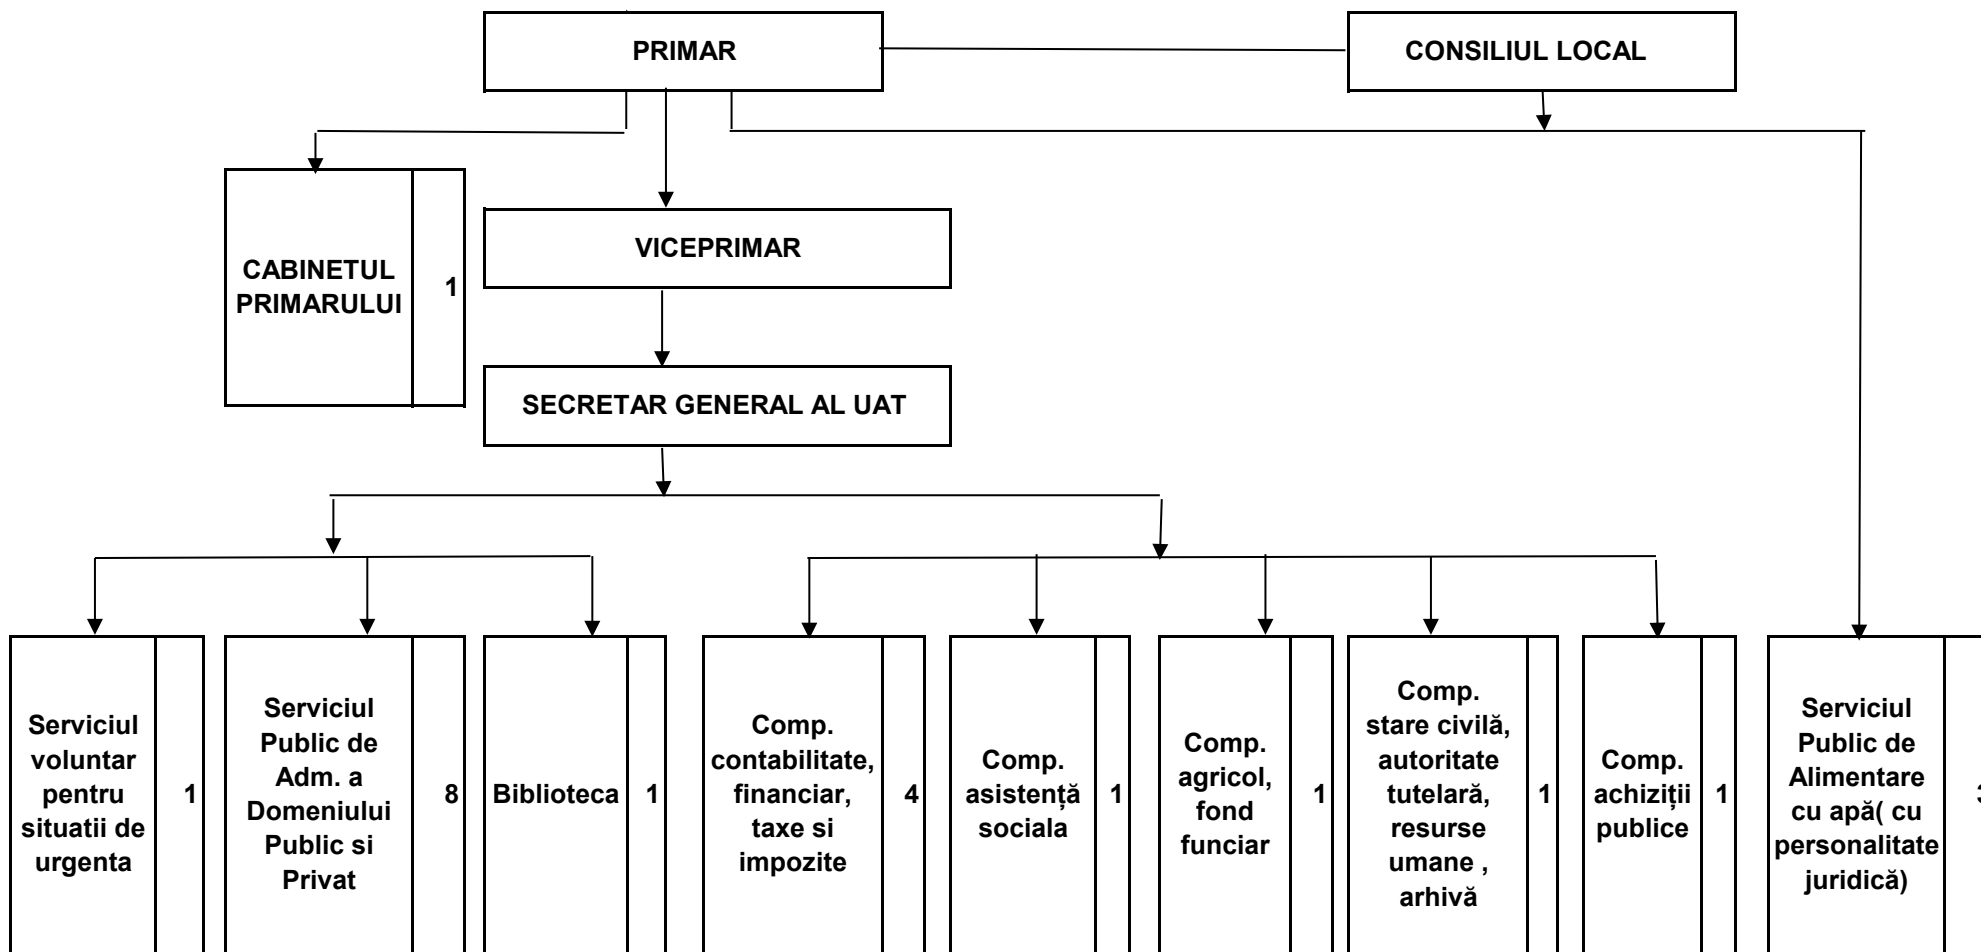 PRIMAR
CONSILIUL LOCAL
CABINETUL
PRIMARULUI
1
VICEPRIMAR
SECRETAR GENERAL AL UAT
Serviciul
voluntar
pentru
situatii de
urgenta
1
Serviciul
Public de
Adm. a
Domeniului
Public si
Privat
8
Biblioteca
1
Comp.
contabilitate,
financiar,
taxe si
impozite
4
Comp.
asistență
sociala
1
Comp.
agricol,
fond
funciar
1
Comp.
stare civilă,
autoritate
tutelară,
resurse
umane ,
arhivă
1
Comp.
achiziții
publice
1
Serviciul
Public de
Alimentare
cu apă( cu
personalitate
juridică)